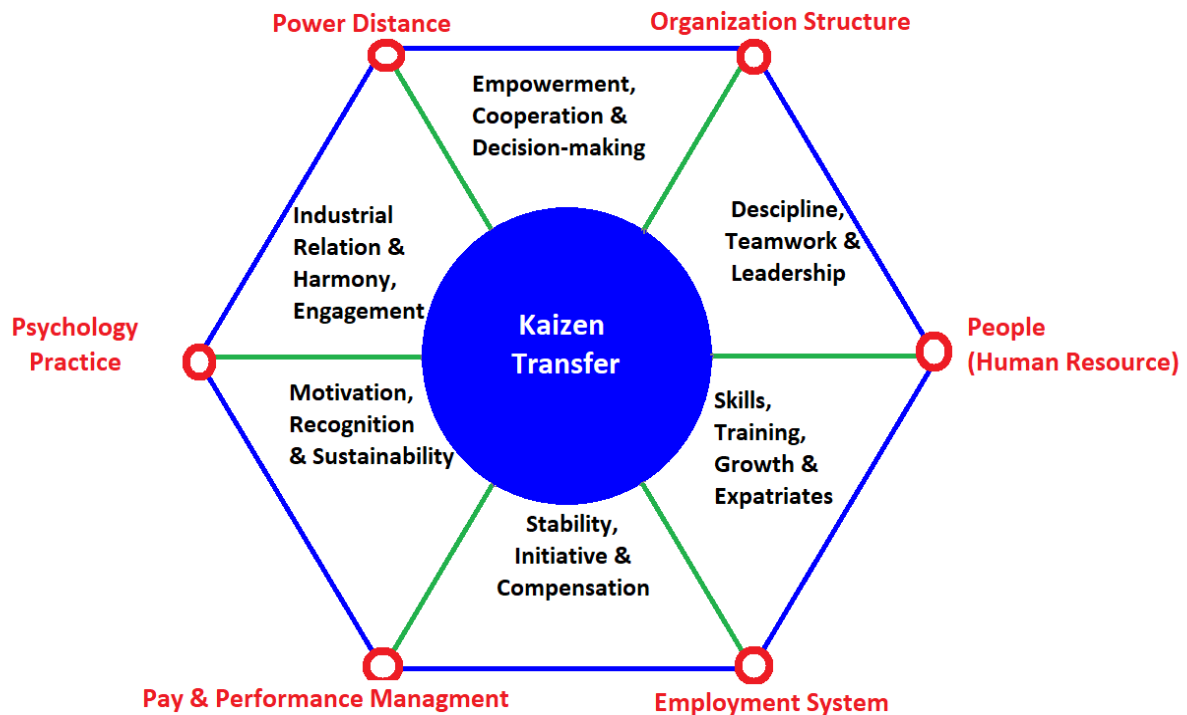 Power Distance
Organization Structure
Empowerment,
Cooperation &
Decision-making
Industrial
Relation &
Harmony,
Engagement
Descipline,
Teamwork &
Leadership
Psychology
Practice
Kaizen
Transfer
People
(Human Resource)
Motivation,
Recognition
& Sustainability
Skills,
Training,
Growth &
Expatriates
Stability,
Initiative &
Compensation
Pay & Performance Managment
Employment System